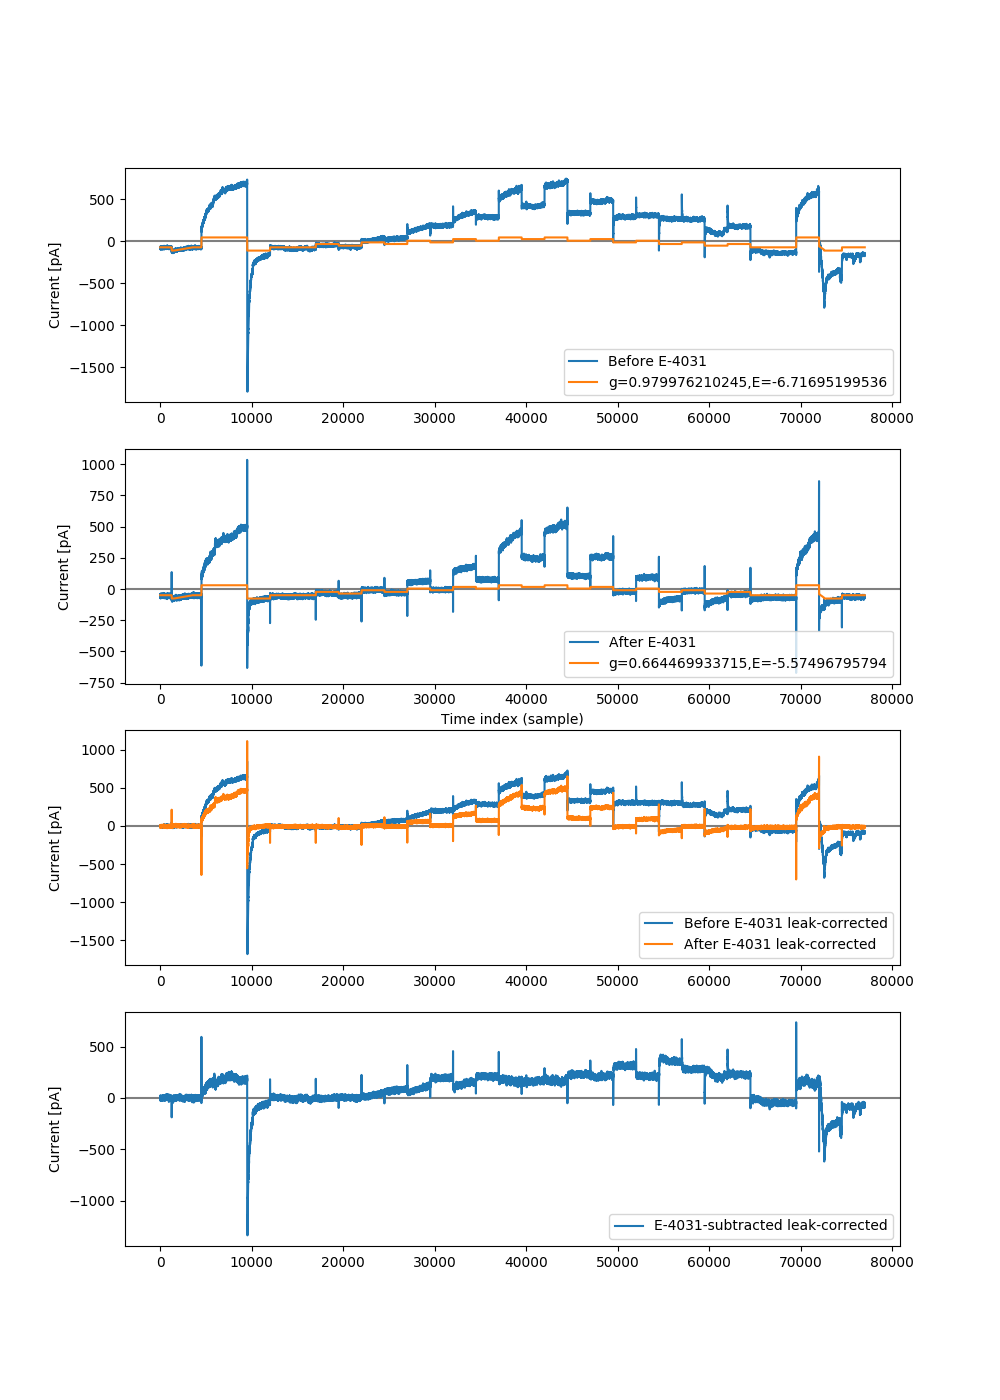 500
0
−500
−1000
−1500
Current [pA]
Before E-4031
g=0.979976210245,E=-6.71695199536
0 10000 20000 30000 40000 50000 60000 70000 80000
1000
750
500
250
0
−250
−500
−750
Current [pA]
After E-4031
g=0.664469933715,E=-5.57496795794
0 10000 20000 30000 40000 50000 60000 70000 80000
Time index (sample)
1000
500
0
−500
−1000
−1500
Current [pA]
Before E-4031 leak-corrected
After E-4031 leak-corrected
0 10000 20000 30000 40000 50000 60000 70000 80000
500
0
−500
−1000
Current [pA]
E-4031-subtracted leak-corrected
0 10000 20000 30000 40000 50000 60000 70000 80000